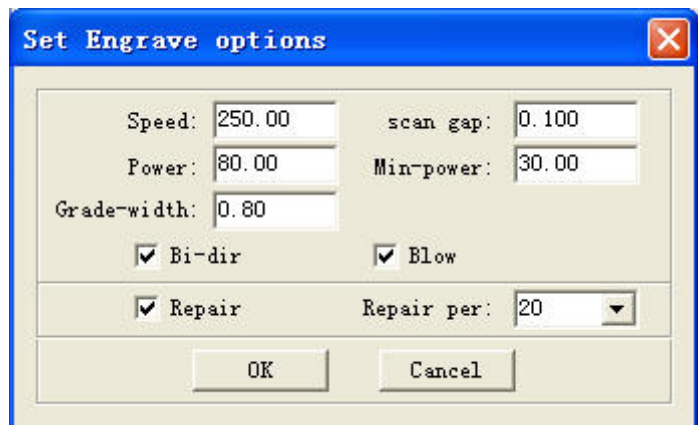 Set Engrave options
Speed: 250.00 scan gap: 0.100
Power: 80.00 Min-power: 30.00
Grade-width: 0.80
Bi-dir Blow
Repair Repair per: 20
OK Cancel